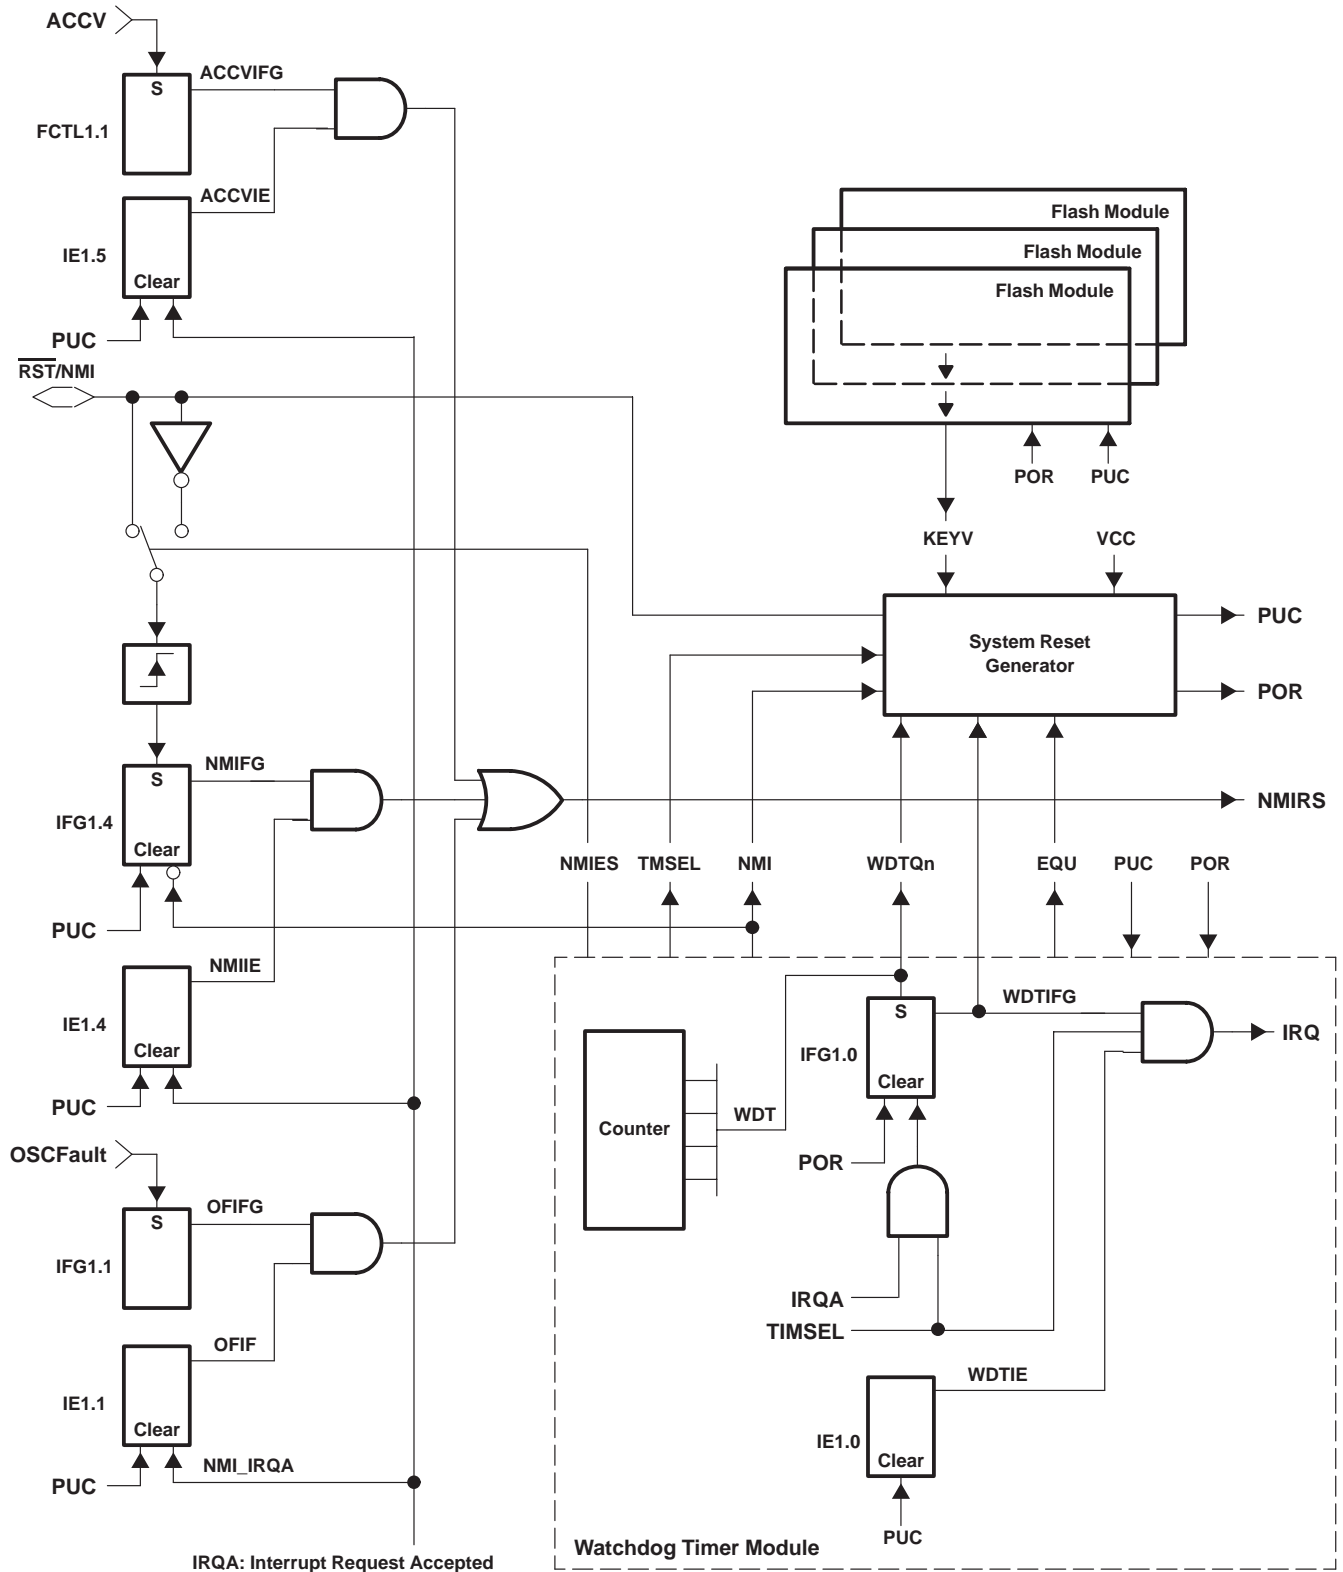 ACCV
S
ACCVIFG
FCTL1.1
ACCVIE
IE1.5
Clear
PUC
RST/NMI
Flash Module
Flash Module
Flash Module
POR
PUC
KEYV
VCC
System Reset
Generator
PUC
POR
S
NMIFG
IFG1.4
Clear
NMIRS
PUC
NMIES
TMSEL
NMI
WDTQn
EQU
PUC
POR
NMIIE
IE1.4
Clear
PUC
S
WDTIFG
IFG1.0
Clear
IRQ
Counter
WDT
POR
OSCFault
S
OFIFG
IFG1.1
IRQA
TIMSEL
OFIF
IE1.1
Clear
NMI_IRQA
PUC
WDTIE
IE1.0
Clear
PUC
Watchdog Timer Module
IRQA: Interrupt Request Accepted